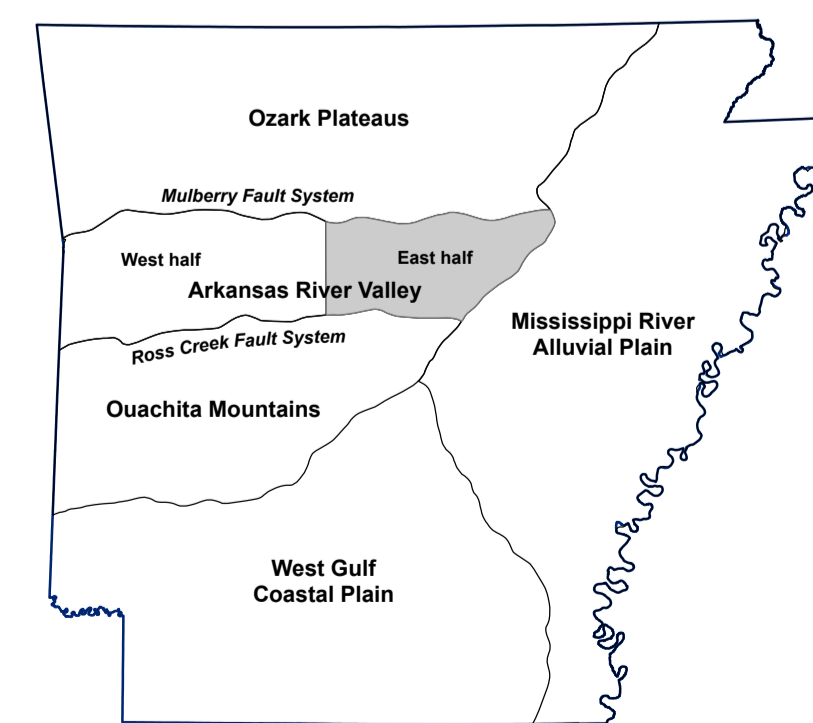 Ozark Plateaus
Mulberry Fault System
West half
East half
Arkansas River Valley
Ross Creek Fault System
Mississippi River
Alluvial Plain
Ouachita Mountains
West Gulf
Coastal Plain